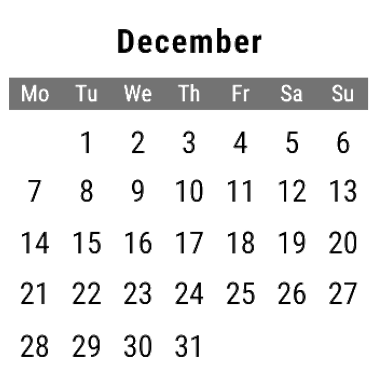 December
Mo Tu We Th Fr Sa Su
1 2 3 4 5 6
7 8 9 10 11 12 13
14 15 16 17 18 19 20
21 22 23 24 25 26 27
28 29 30 31